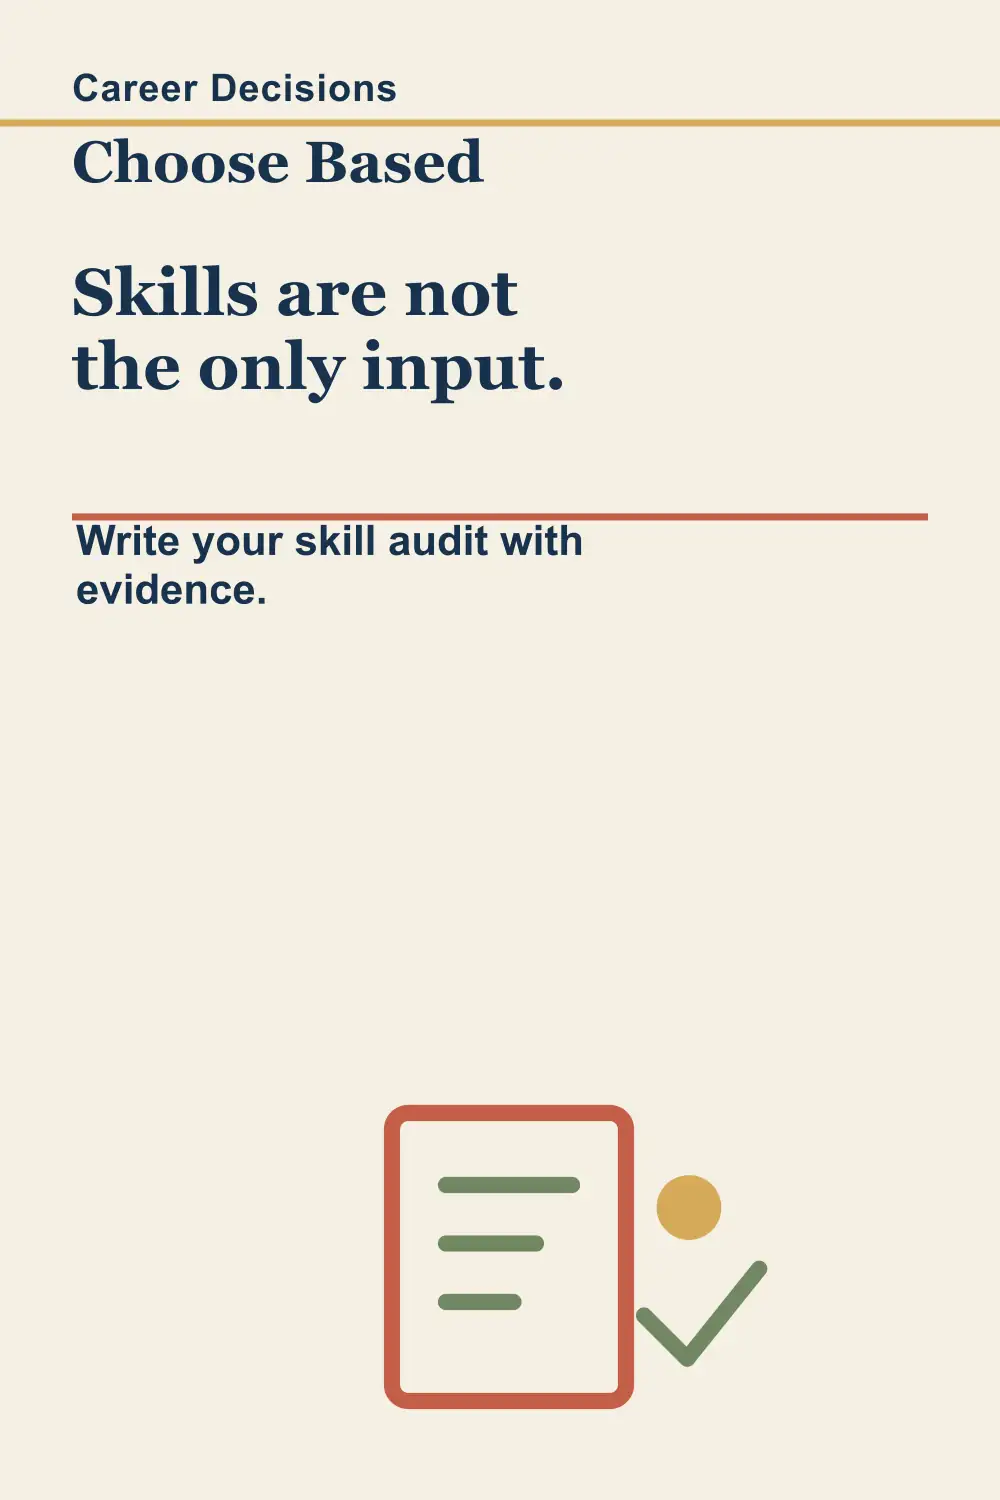 Career Decisions
Choose Based
Skills are not
the only input.
Write your skill audit with
evidence.